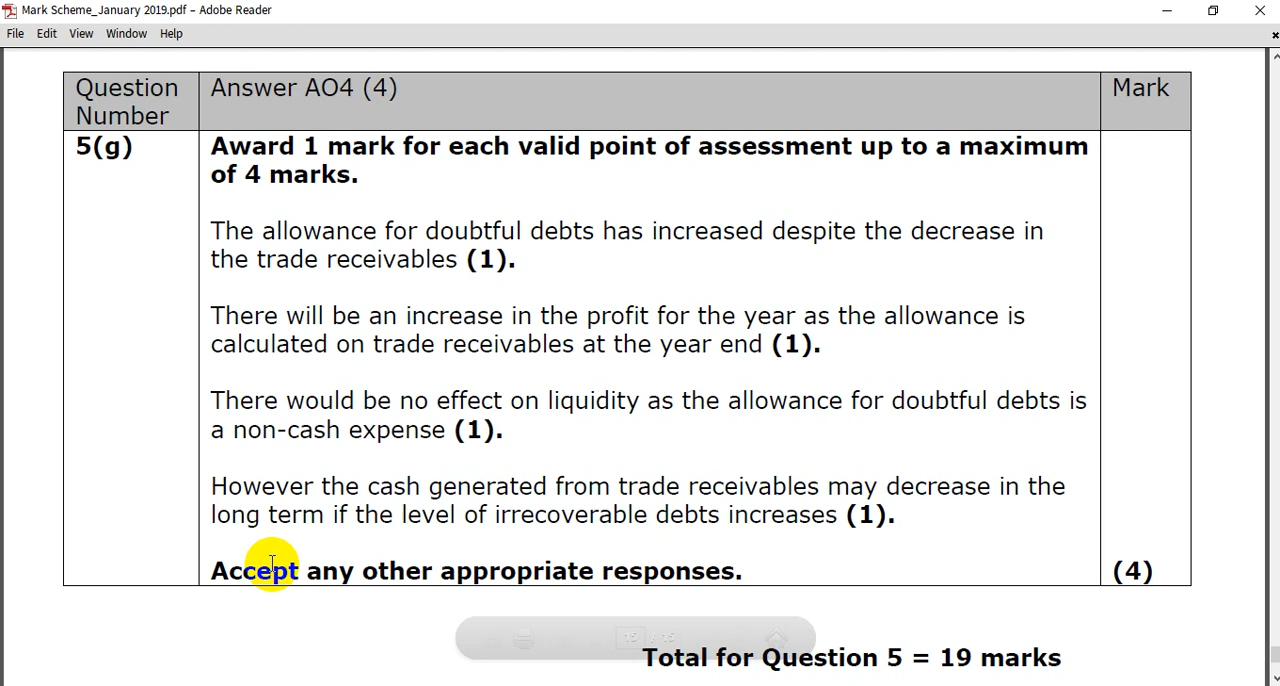 Mark Scheme_January 2019.pdf – Adobe Reader
File Edit View Window Help
Question Number Answer AO4 (4) Mark
5(g) Award 1 mark for each valid point of assessment up to a maximum
of 4 marks.
The allowance for doubtful debts has increased despite the decrease in
the trade receivables (1).
There will be an increase in the profit for the year as the allowance is
calculated on trade receivables at the year end (1).
There would be no effect on liquidity as the allowance for doubtful debts is
a non-cash expense (1).
However the cash generated from trade receivables may decrease in the
long term if the level of irrecoverable debts increases (1).
Accept any other appropriate responses. (4)
15 / 15
Total for Question 5 = 19 marks